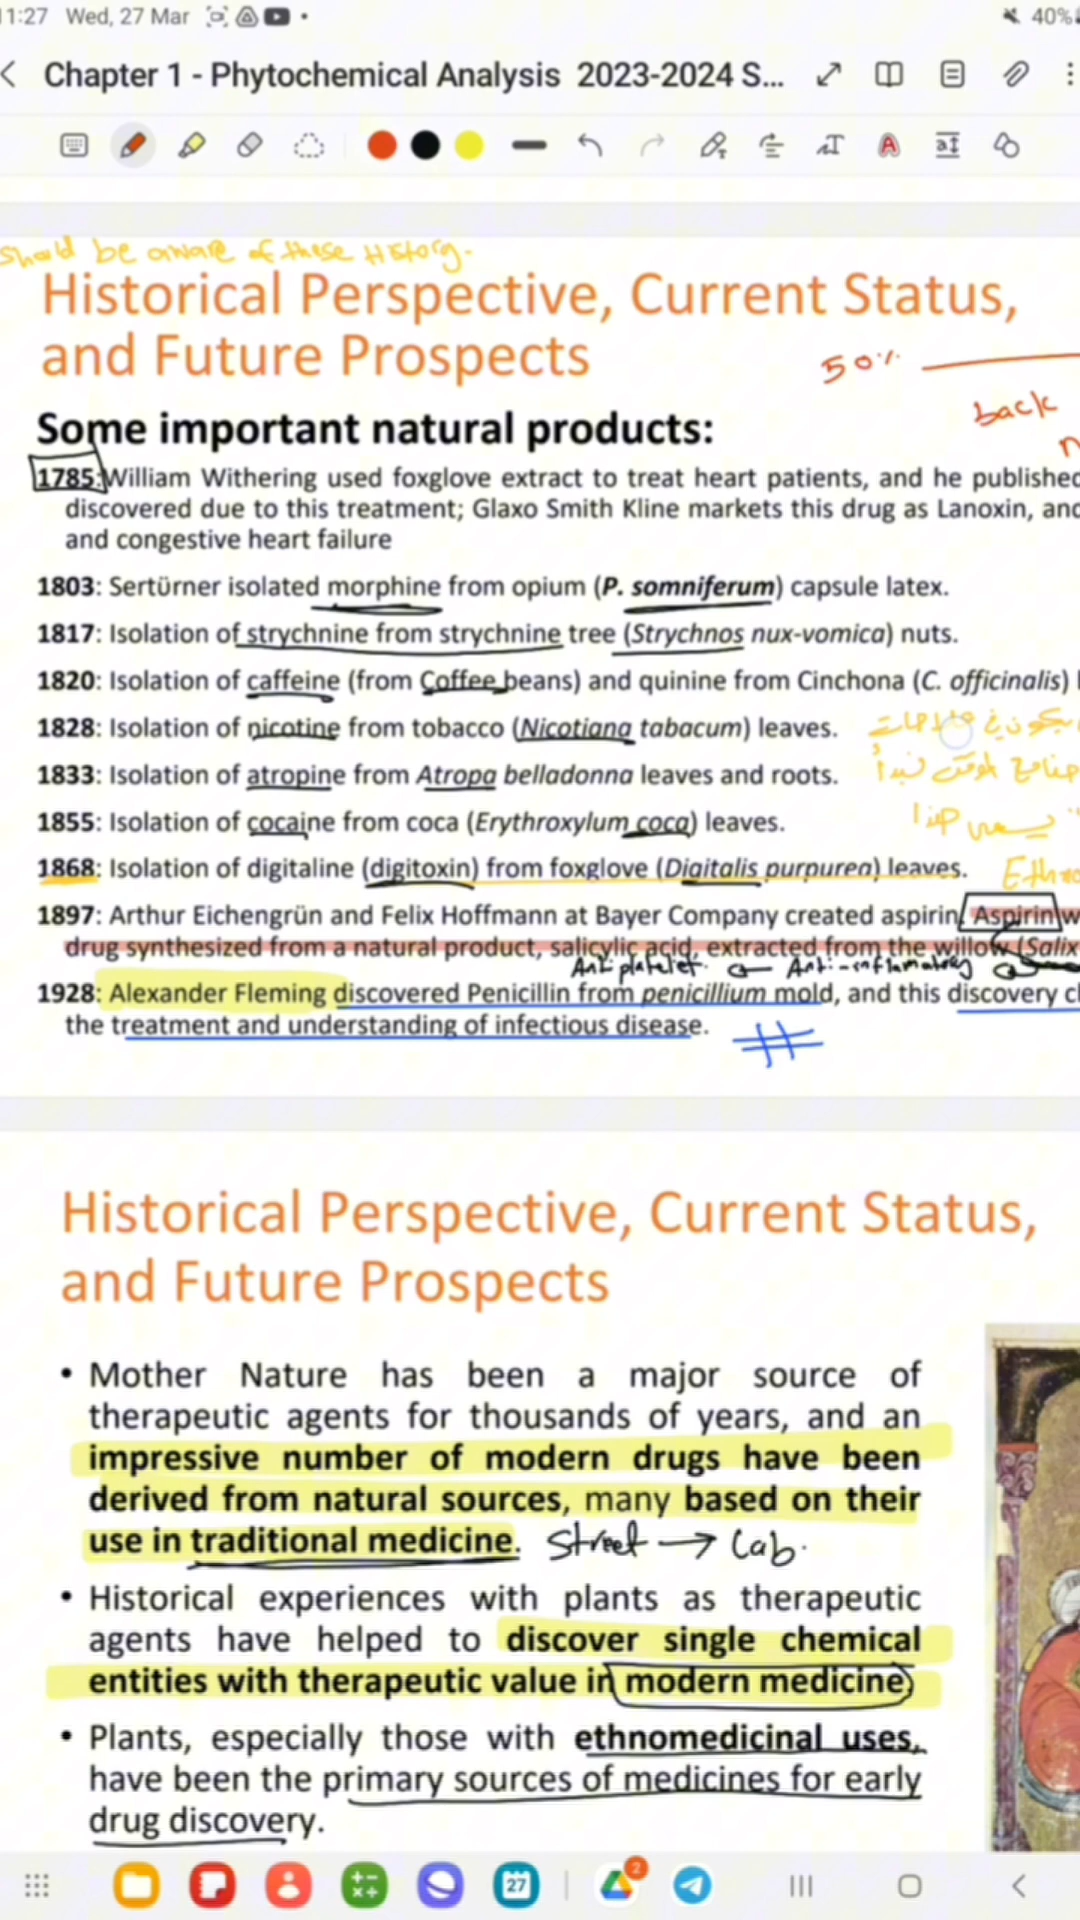 11:27 Wed, 27 Mar
40%
Chapter 1 - Phytochemical Analysis 2023-2024 S...
should be aware of these History.
Historical Perspective, Current Status,
and Future Prospects
50%
back
Some important natural products:
1785: William Withering used foxglove extract to treat heart patients, and he published
discovered due to this treatment; Glaxo Smith Kline markets this drug as Lanoxin, and
and congestive heart failure
1803: Sertürner isolated morphine from opium (P. somniferum) capsule latex.
1817: Isolation of strychnine from strychnine tree (Strychnos nux-vomica) nuts.
1820: Isolation of caffeine (from Coffee beans) and quinine from Cinchona (C. officinalis)
1828: Isolation of nicotine from tobacco (Nicotiana tabacum) leaves.
1833: Isolation of atropine from Atropa belladonna leaves and roots.
1855: Isolation of cocaine from coca (Erythroxylum coca) leaves.
1868: Isolation of digitaline (digitoxin) from foxglove (Digitalis purpurea) leaves.
Ethno
1897: Arthur Eichengrün and Felix Hoffmann at Bayer Company created aspirin. Aspirin w
drug synthesized from a natural product, salicylic acid, extracted from the willow (Salix
Anti platelet. ← Anti-inflamatory
1928: Alexander Fleming discovered Penicillin from penicillium mold, and this discovery c
the treatment and understanding of infectious disease.
Historical Perspective, Current Status,
and Future Prospects
• Mother Nature has been a major source of
therapeutic agents for thousands of years, and an
impressive number of modern drugs have been
derived from natural sources, many based on their
use in traditional medicine. Street → Lab.
• Historical experiences with plants as therapeutic
agents have helped to discover single chemical
entities with therapeutic value in modern medicine.
• Plants, especially those with ethnomedicinal uses,
have been the primary sources of medicines for early
drug discovery.
27
2